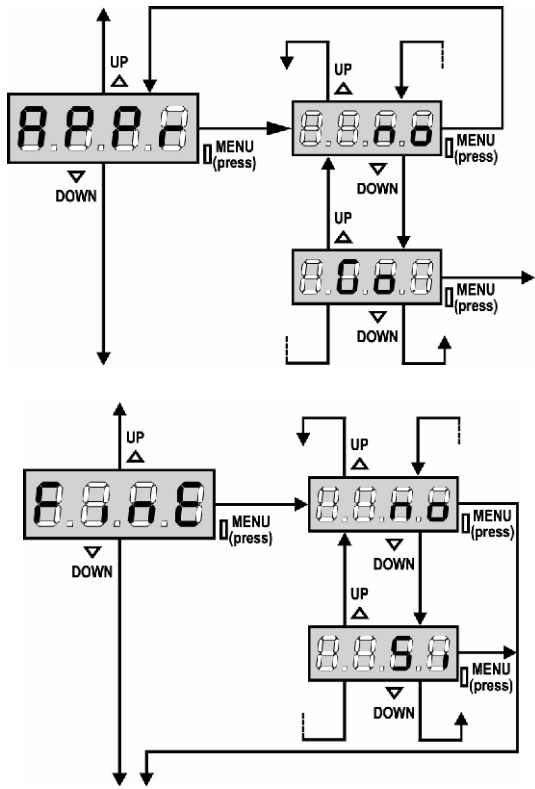 UP
APPr
MENU
(press)
DOWN
UP
no
MENU
(press)
DOWN
UP
Go
MENU
(press)
DOWN
UP
FinE
MENU
(press)
DOWN
UP
no
MENU
(press)
DOWN
UP
Si
MENU
(press)
DOWN